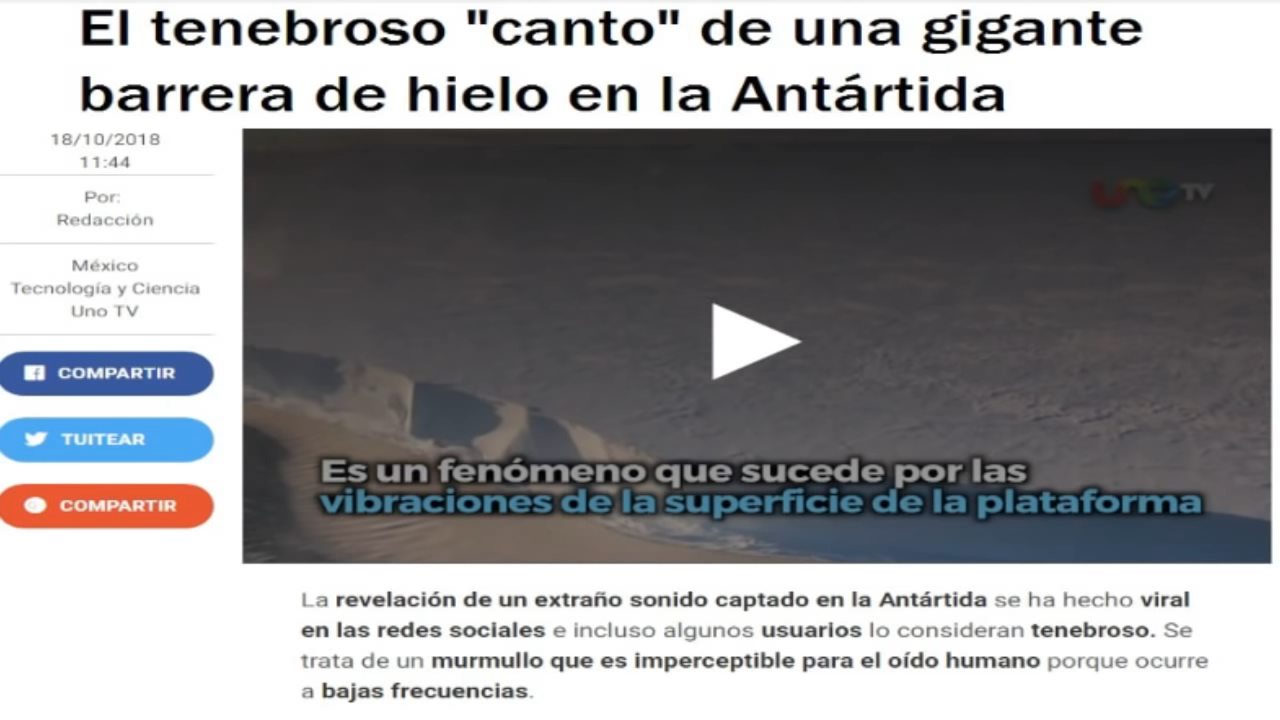 El tenebroso "canto" de una gigante
barrera de hielo en la Antártida
18/10/2018
11:44
Por:
Redacción
México
Tecnología y Ciencia
Uno TV
COMPARTIR
TUITEAR
COMPARTIR
UNO TV
Es un fenómeno que sucede por las
vibraciones de la superficie de la plataforma
La revelación de un extraño sonido captado en la Antártida se ha hecho viral
en las redes sociales e incluso algunos usuarios lo consideran tenebroso. Se
trata de un murmullo que es imperceptible para el oído humano porque ocurre
a bajas frecuencias.